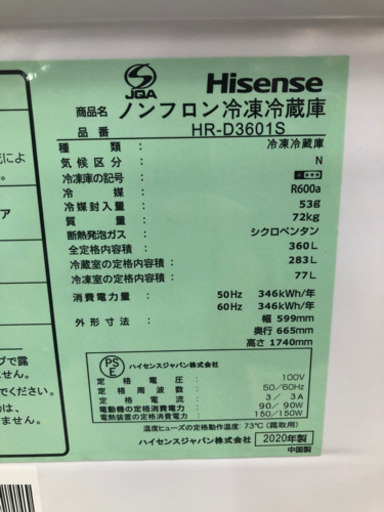 JQA
Hisense
商品名 ノンフロン冷凍冷蔵庫
品番 HR-D3601S
種類: 冷凍冷蔵庫
気候区分: N
冷凍庫の記号:
冷媒: R600a
冷媒封入量: 53g
質量: 72kg
断熱発泡ガス: シクロペンタン
全定格内容積: 360L
冷蔵室の定格内容積: 283L
冷凍室の定格内容積: 77L
消費電力量: 50Hz 346kWh/年
60Hz 346kWh/年
外形寸法: 幅 599mm
奥行 665mm
高さ 1740mm
PSE ハイセンスジャパン株式会社
定格電圧: 100V
定格周波数: 50/60Hz
定格電流: 3/ 3A
電動機の定格消費電力: 90/ 90W
電熱装置の定格消費電力: 150/150W
温度ヒューズの定格動作温度: 73℃(霜取用)
ハイセンスジャパン株式会社 2020年製
中国製
によ
。
ア
ブで露
でください。
のは、
ません。